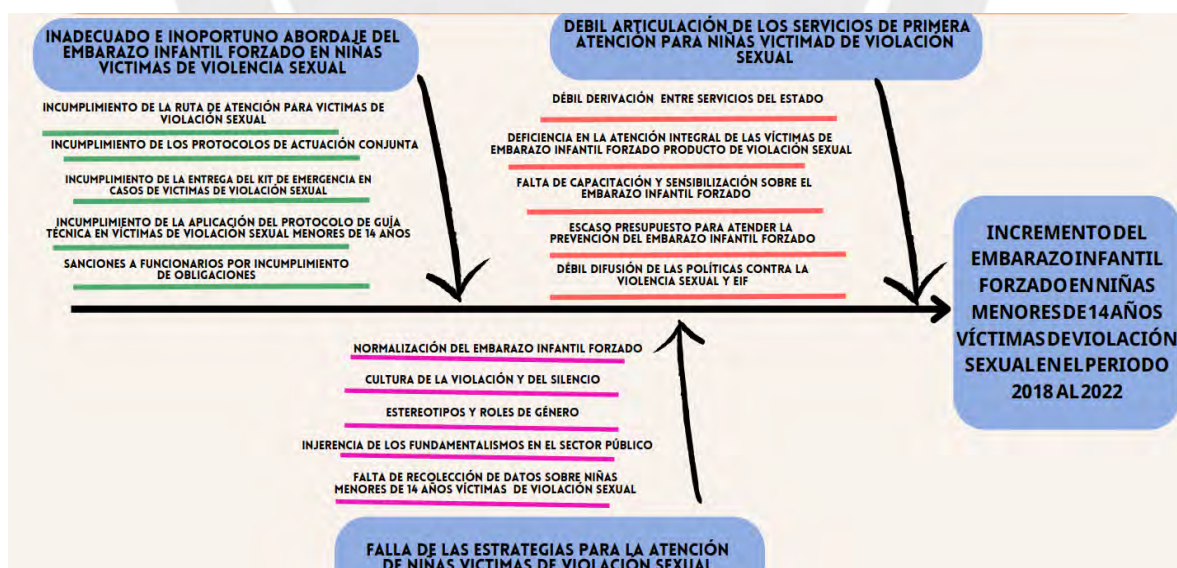 INADECUADO E INOPORTUNO ABORDAJE DEL
EMBARAZO INFANTIL FORZADO EN NIÑAS
VICTIMAS DE VIOLENCIA SEXUAL
INCUMPLIMIENTO DE LA RUTA DE ATENCIÓN PARA VICTIMAS DE
VIOLACIÓN SEXUAL
INCUMPLIMIENTO DE LOS PROTOCOLOS DE ACTUACIÓN CONJUNTA
INCUMPLIMIENTO DE LA ENTREGA DEL KIT DE EMERGENCIA EN
CASOS DE VICTIMAS DE VIOLACIÓN SEXUAL
INCUMPLIMIENTO DE LA APLICACIÓN DEL PROTOCOLO DE GUÍA
TÉCNICA EN VÍCTIMAS DE VIOLACIÓN SEXUAL MENORES DE 14 AÑOS
SANCIONES A FUNCIONARIOS POR INCUMPLIMIENTO
DE OBLIGACIONES
DEBIL ARTICULACIÓN DE LOS SERVICIOS DE PRIMERA
ATENCIÓN PARA NIÑAS VICTIMAD DE VIOLACIÓN
SEXUAL
DÉBIL DERIVACIÓN ENTRE SERVICIOS DEL ESTADO
DEFICIENCIA EN LA ATENCIÓN INTEGRAL DE LAS VÍCTIMAS DE
EMBARAZO INFANTIL FORZADO PRODUCTO DE VIOLACIÓN SEXUAL
FALTA DE CAPACITACIÓN Y SENSIBILIZACIÓN SOBRE EL
EMBARAZO INFANTIL FORZADO
ESCASO PRESUPUESTO PARA ATENDER LA
PREVENCIÓN DEL EMBARAZO INFANTIL FORZADO
DÉBIL DIFUSIÓN DE LAS POLÍTICAS CONTRA LA
VIOLENCIA SEXUAL Y EIF
INCREMENTO DEL
EMBARAZO INFANTIL
FORZADO EN NIÑAS
MENORES DE 14 AÑOS
VÍCTIMAS DE VIOLACIÓN
SEXUAL EN EL PERIODO
2018 AL 2022
NORMALIZACIÓN DEL EMBARAZO INFANTIL FORZADO
CULTURA DE LA VIOLACIÓN Y DEL SILENCIO
ESTEREOTIPOS Y ROLES DE GÉNERO
INJERENCIA DE LOS FUNDAMENTALISMOS EN EL SECTOR PÚBLICO
FALTA DE RECOLECCIÓN DE DATOS SOBRE NIÑAS
MENORES DE 14 AÑOS VÍCTIMAS DE VIOLACIÓN SEXUAL
FALLA DE LAS ESTRATEGIAS PARA LA ATENCIÓN
DE NIÑAS VICTIMAS DE VIOLACIÓN SEXUAL